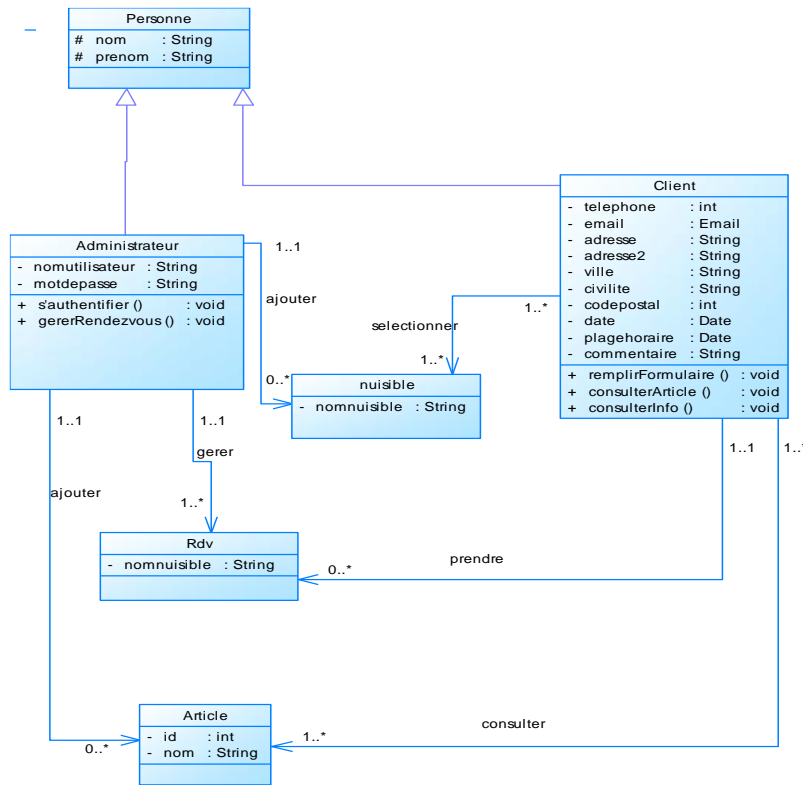 Personne
# nom : String
# prenom : String
Client
- telephone : int
- email : Email
- adresse : String
- adresse2 : String
- ville : String
- civilite : String
- codepostal : int
- date : Date
- plagehoraire : Date
- commentaire : String
+ remplirFormulaire () : void
+ consulterArticle () : void
+ consulterInfo () : void
Administrateur
- nomutilisateur : String
- motdepasse : String
+ s'authentifier () : void
+ gererRendezvous () : void
1..1
ajouter
0..*
1..*
selectionner
1..*
nuisible
- nomnuisible : String
1..1
ajouter
0..*
1..1
gerer
1..*
1..1
prendre
0..*
1..*
consulter
1..*
Rdv
- nomnuisible : String
Article
- id : int
- nom : String